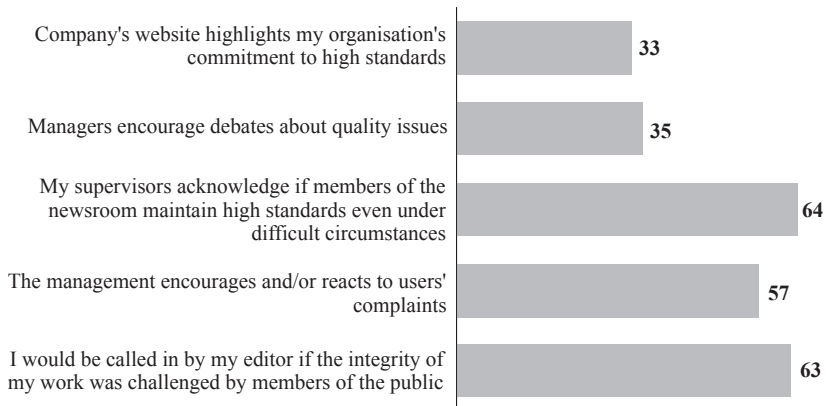 Company's website highlights my organisation's
commitment to high standards
33
Managers encourage debates about quality issues
35
My supervisors acknowledge if members of the
newsroom maintain high standards even under
difficult circumstances
64
The management encourages and/or reacts to users'
complaints
57
I would be called in by my editor if the integrity of
my work was challenged by members of the public
63